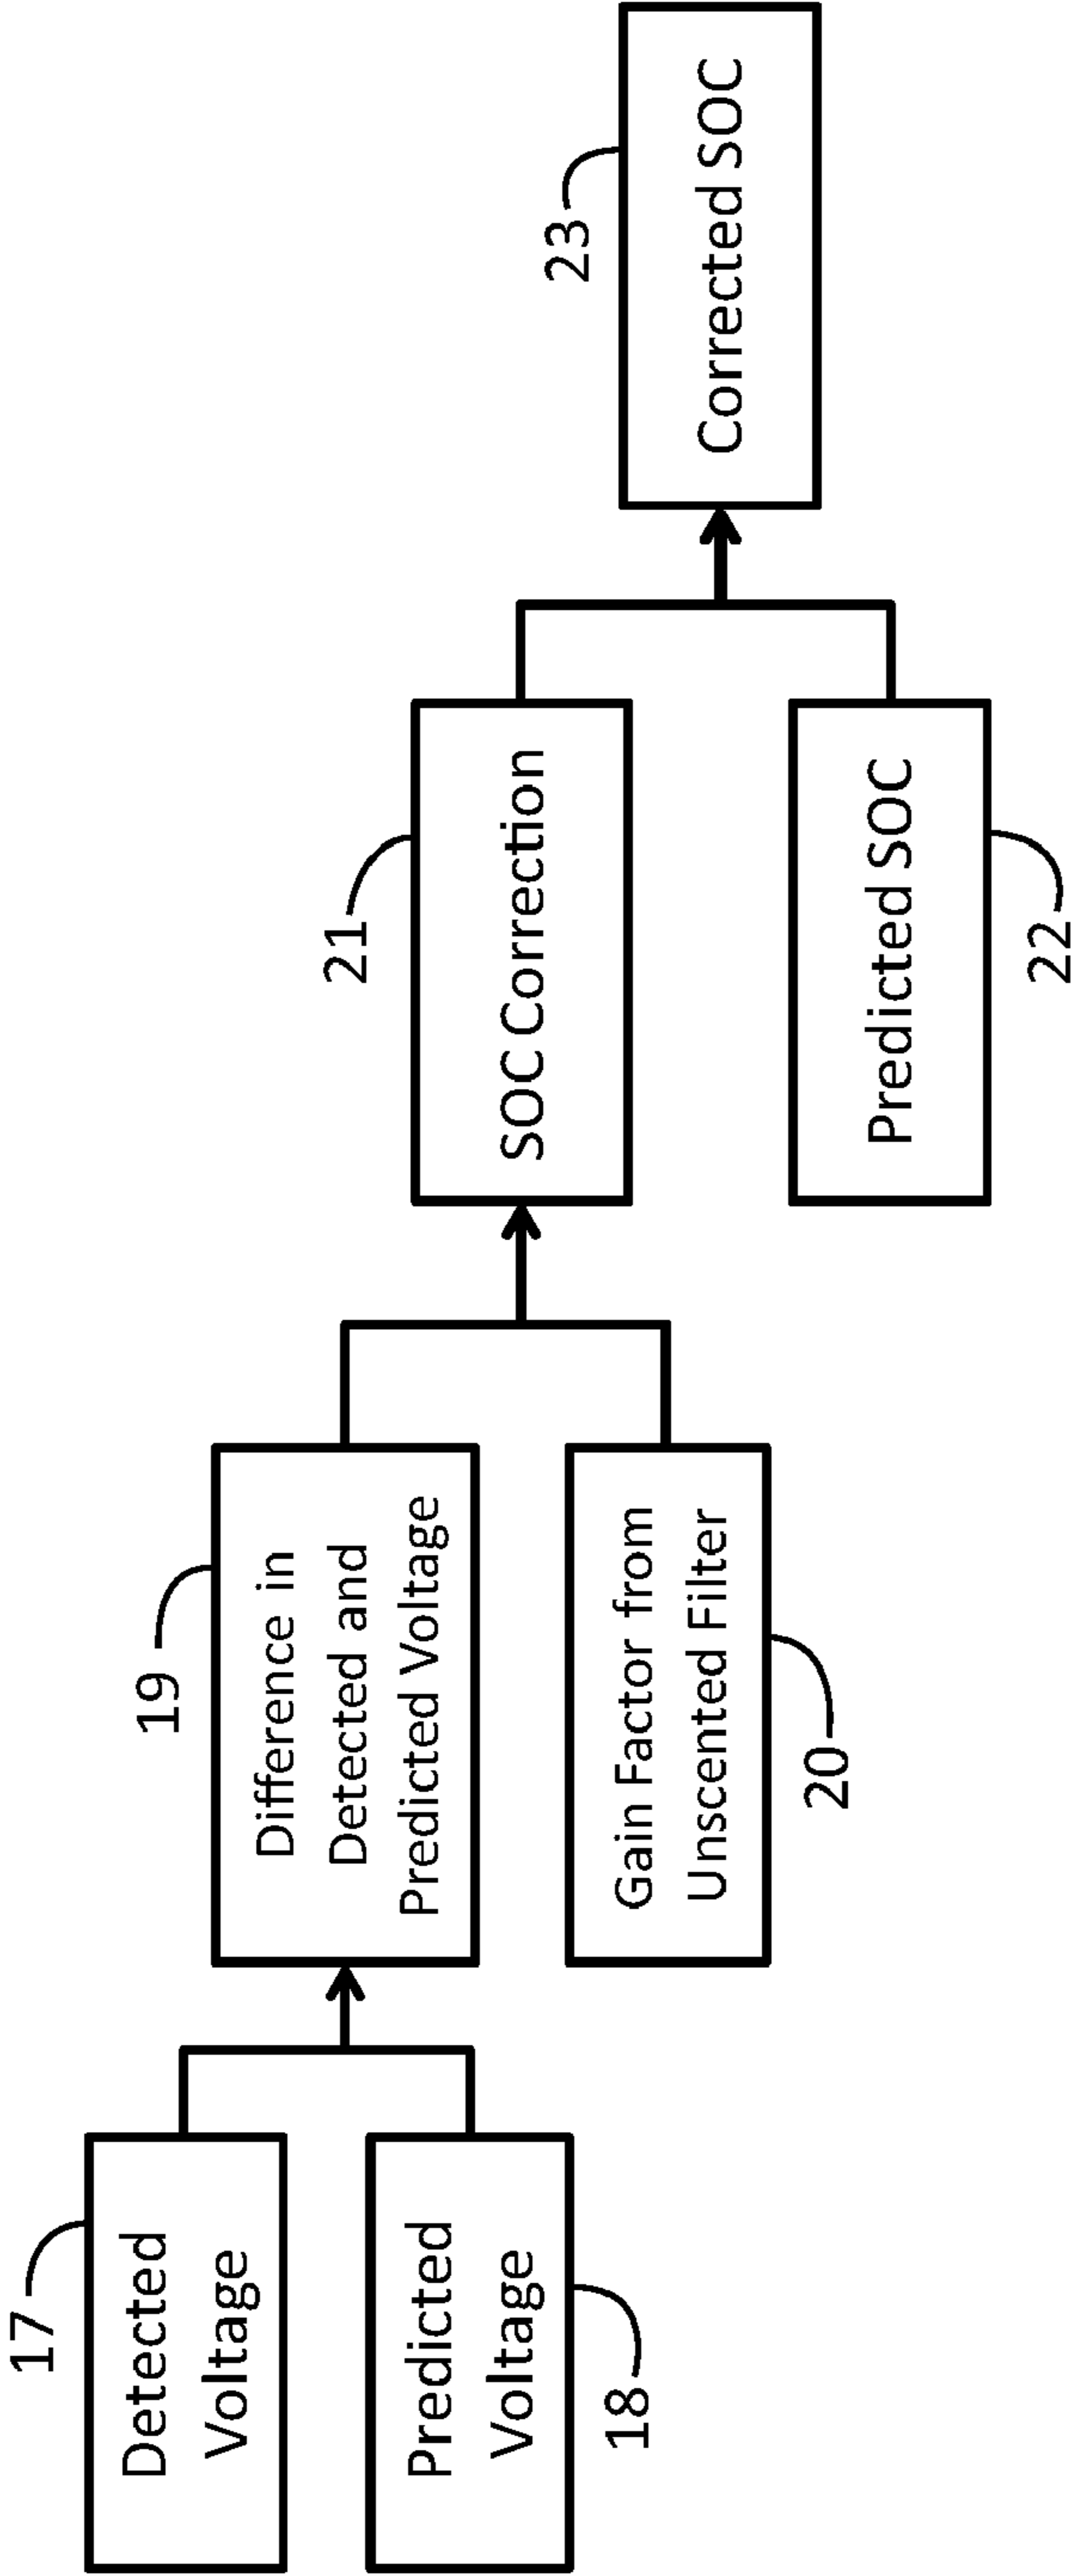 17
Detected
Voltage
Predicted
Voltage
18
19
Difference in
Detected and
Predicted Voltage
Gain Factor from
Unscented Filter
20
21
SOC Correction
Predicted SOC
22
23
Corrected SOC